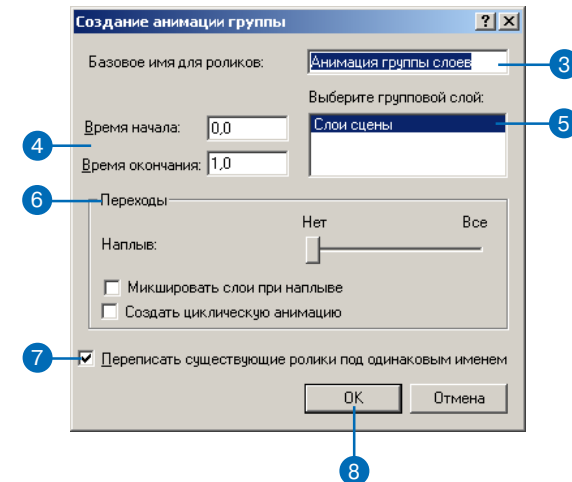 Создание анимации группы
Базовое имя для роликов:
Анимация группы слоев
3
Выберите групповой слой:
Слои сцены
5
4
Время начала: 0,0
Время окончания: 1,0
6
Переходы
Нет Все
Наплыв:
Микшировать слои при наплыве
Создать циклическую анимацию
7
Переписать существующие ролики под одинаковым именем
OK Отмена
8